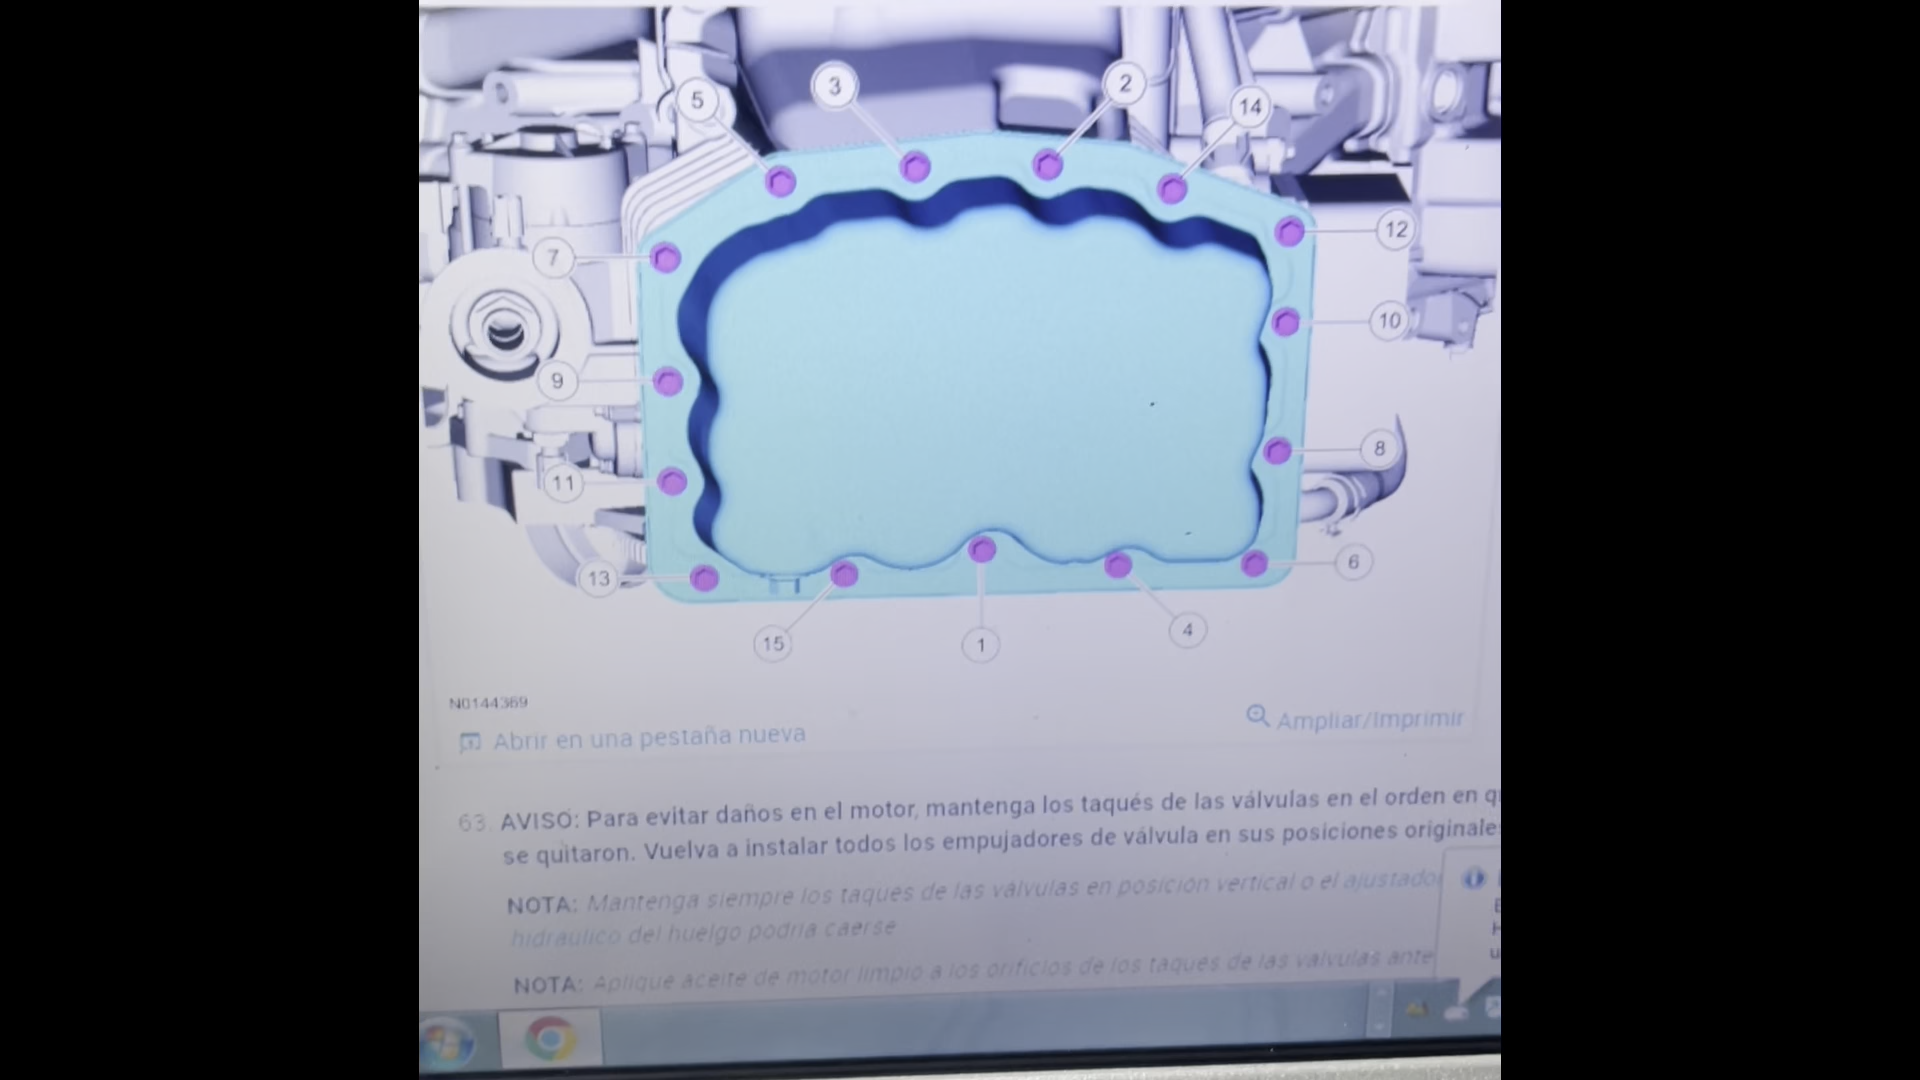 5
3
2
14
7
12
10
9
8
11
13
6
15
1
4
N0144369
Abrir en una pestaña nueva
Ampliar/Imprimir
63. AVISO: Para evitar daños en el motor, mantenga los taqués de las válvulas en el orden en
se quitaron. Vuelva a instalar todos los empujadores de válvula en sus posiciones originale
NOTA: Mantenga siempre los taqués de las válvulas en posición vertical o el ajustado
hidráulico del huelgo podría caerse
NOTA: Aplique aceite de motor limpio a los orificios de los taqués de las válvulas ante